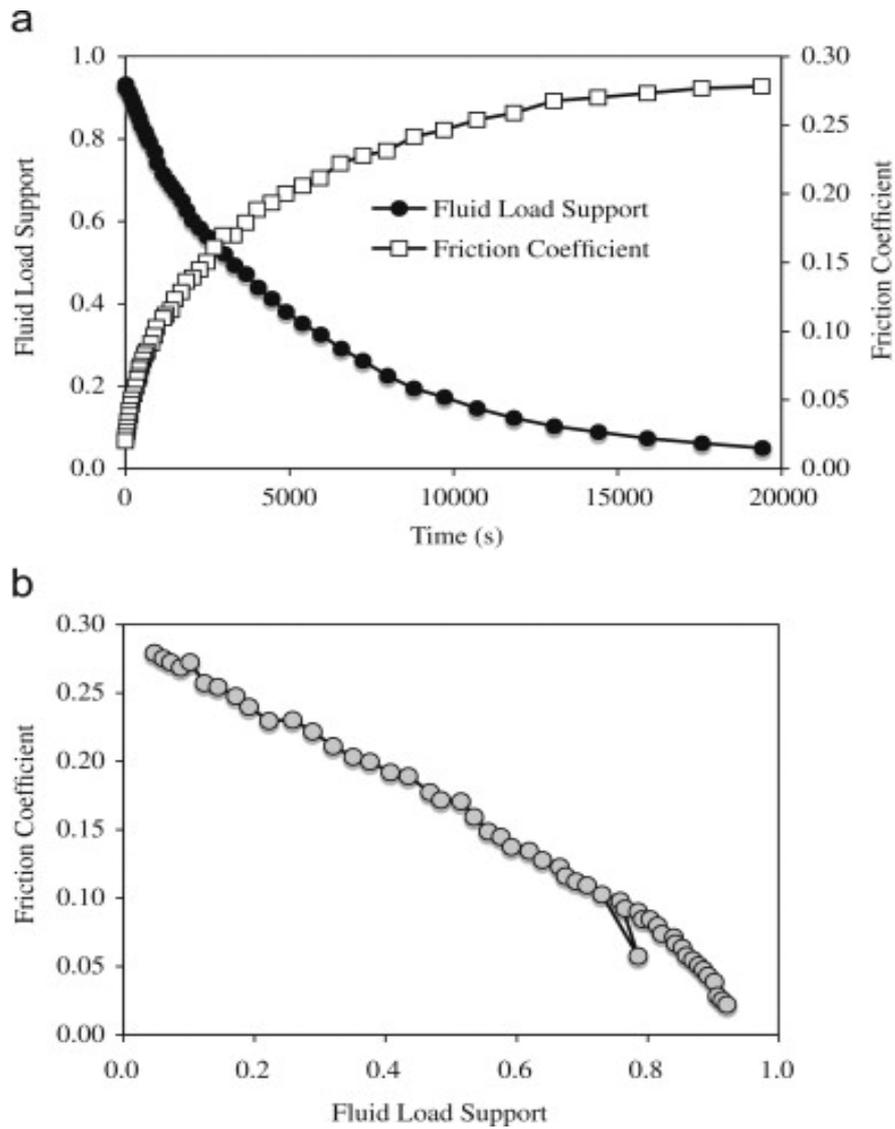 a
1.0
0.8
0.6
0.4
0.2
0.0
Fluid Load Support
0.30
0.25
0.20
0.15
0.10
0.05
0.00
Friction Coefficient
Fluid Load Support
Friction Coefficient
0 5000 10000 15000 20000
Time (s)
b
0.30
0.25
0.20
0.15
0.10
0.05
0.00
Friction Coefficient
0.0 0.2 0.4 0.6 0.8 1.0
Fluid Load Support